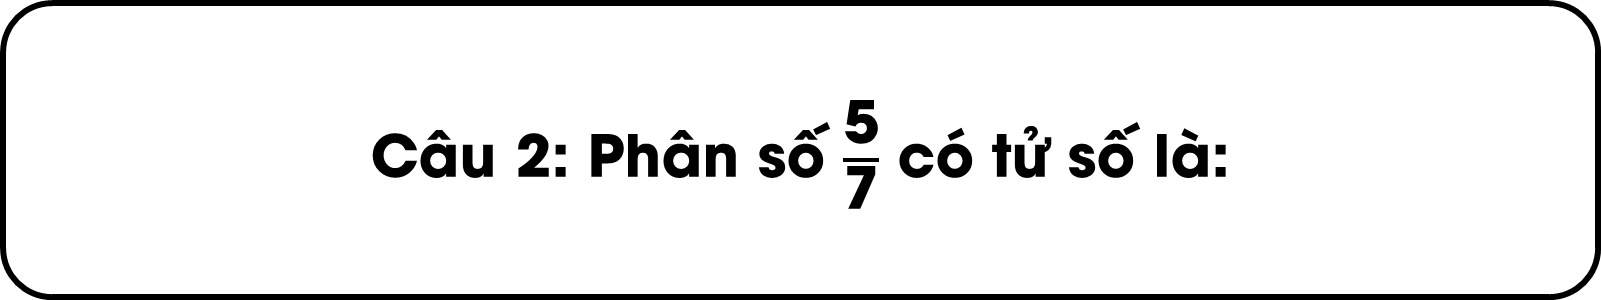 Câu 2: Phân số 5/7 có tử số là: